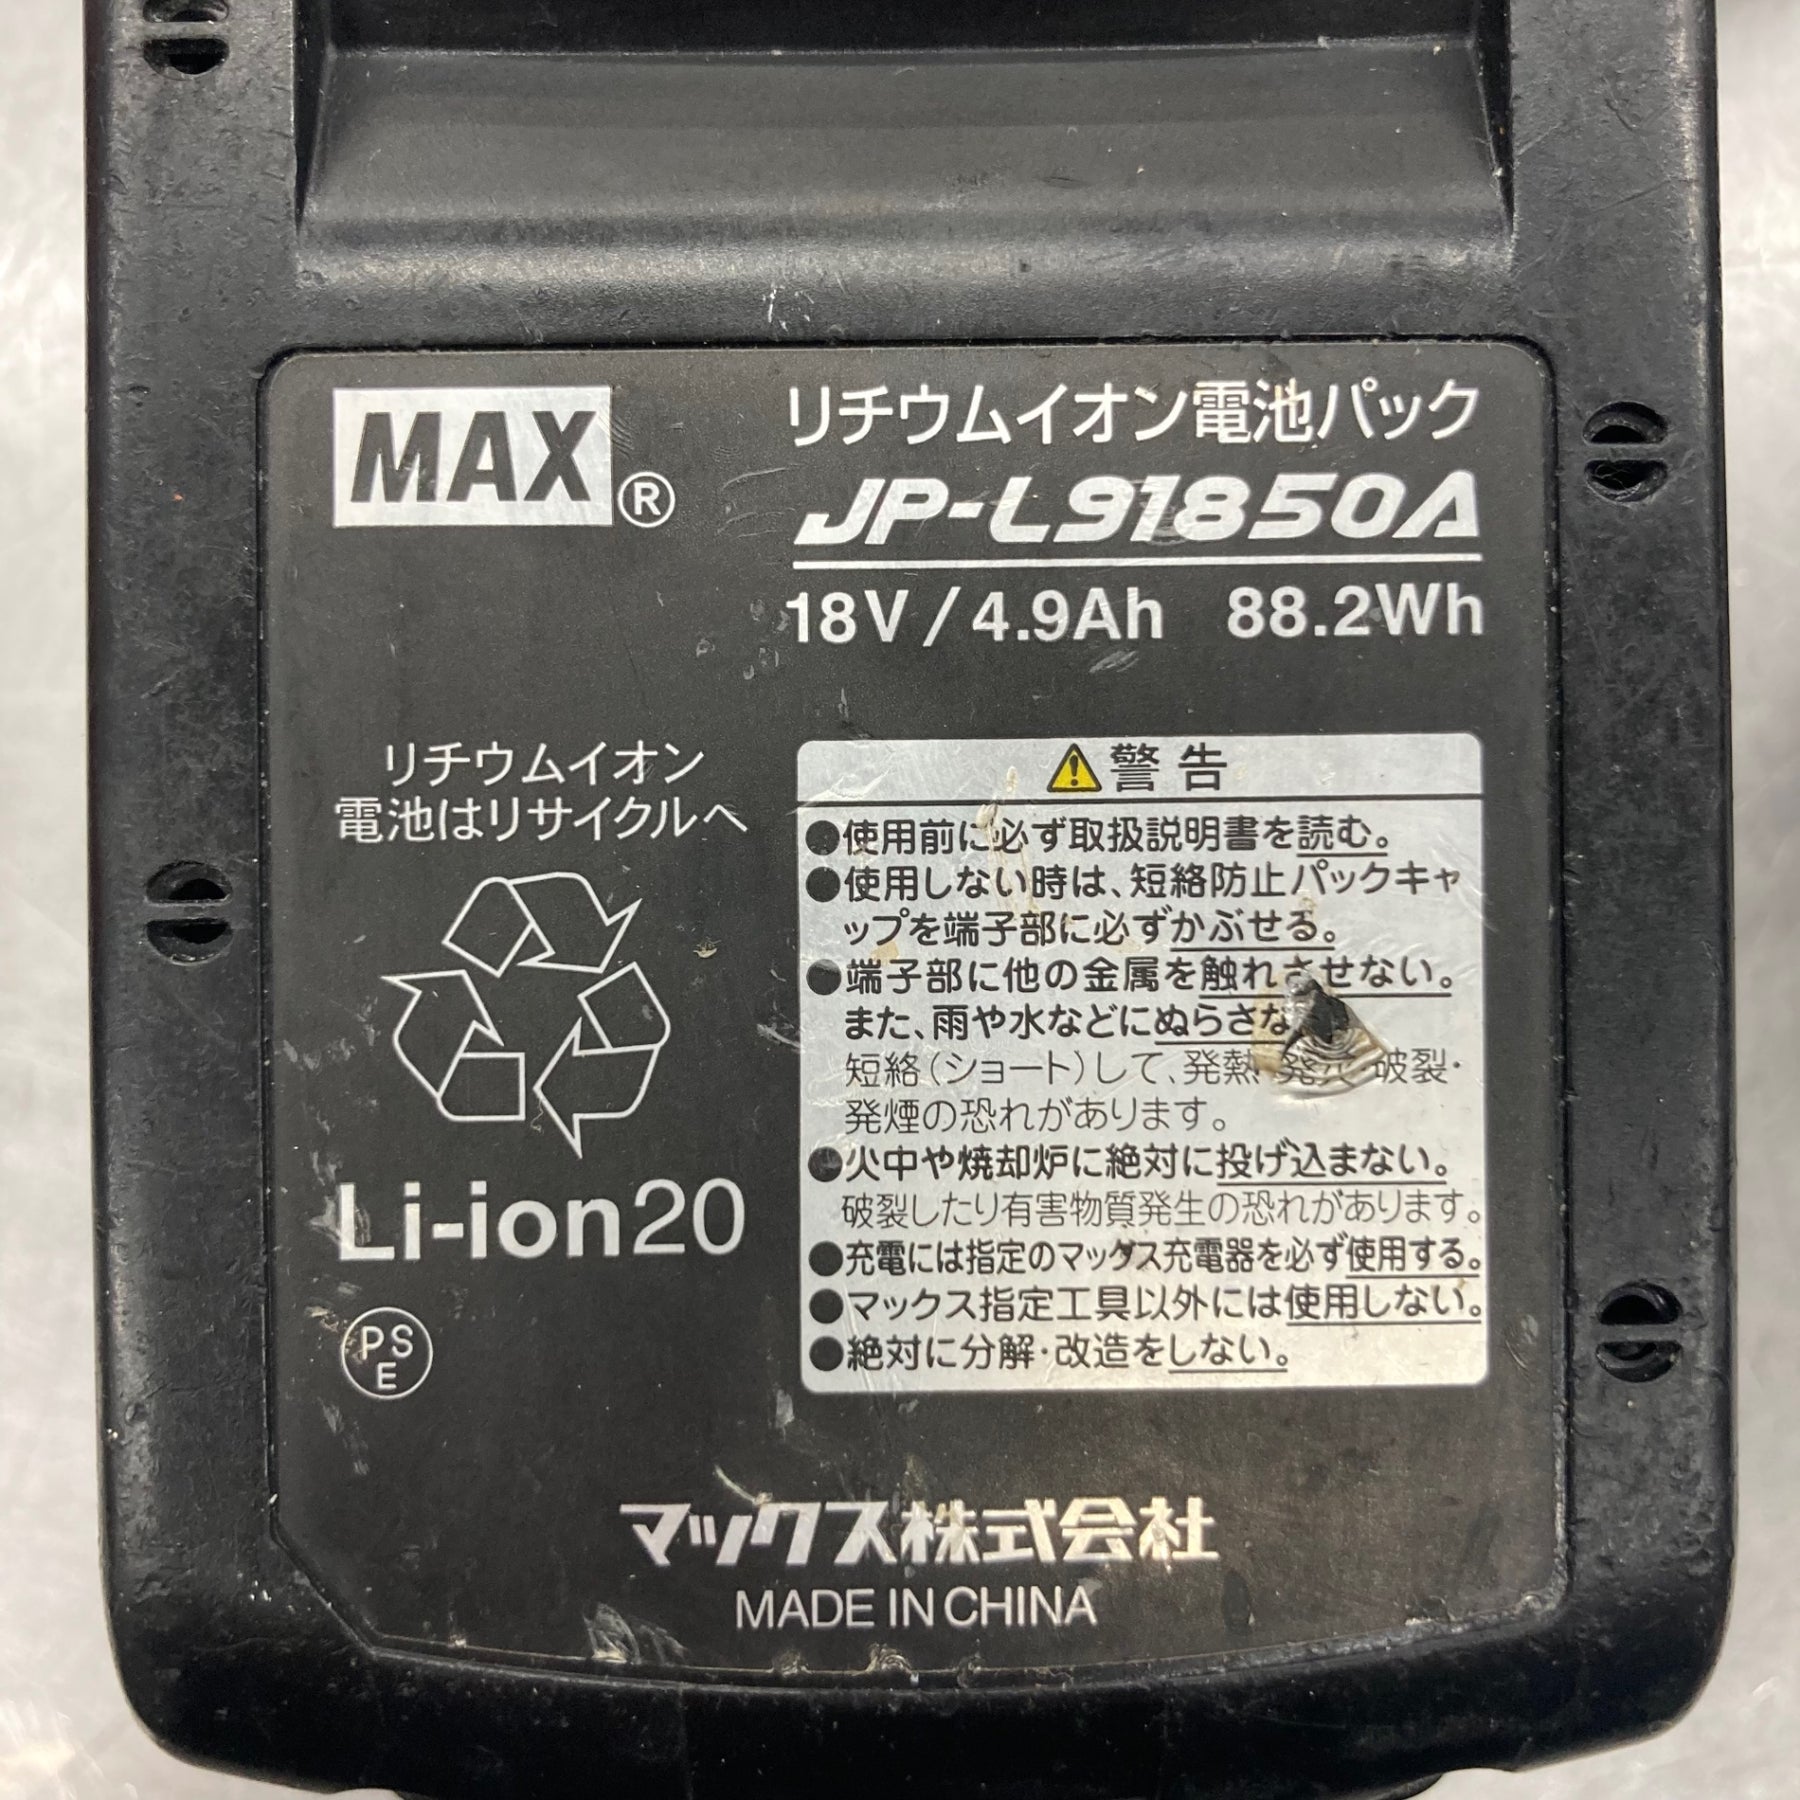 MAX®
リチウムイオン電池パック
JP-L91850A
18V / 4.9Ah 88.2Wh
リチウムイオン
電池はリサイクルへ
Li-ion20
PS
E
警告
●使用前に必ず取扱説明書を読む。
●使用しない時は、短絡防止パックキャ
ップを端子部に必ずかぶせる。
●端子部に他の金属を触れさせない。
また、雨や水などにぬらさな
短絡(ショート)して、発熱・発火・破裂・
発煙の恐れがあります。
●火中や焼却炉に絶対に投げ込まない。
破裂したり有害物質発生の恐れがあります。
●充電には指定のマックス充電器を必ず使用する。
●マックス指定工具以外には使用しない。
●絶対に分解・改造をしない。
マックス株式会社
MADE IN CHINA